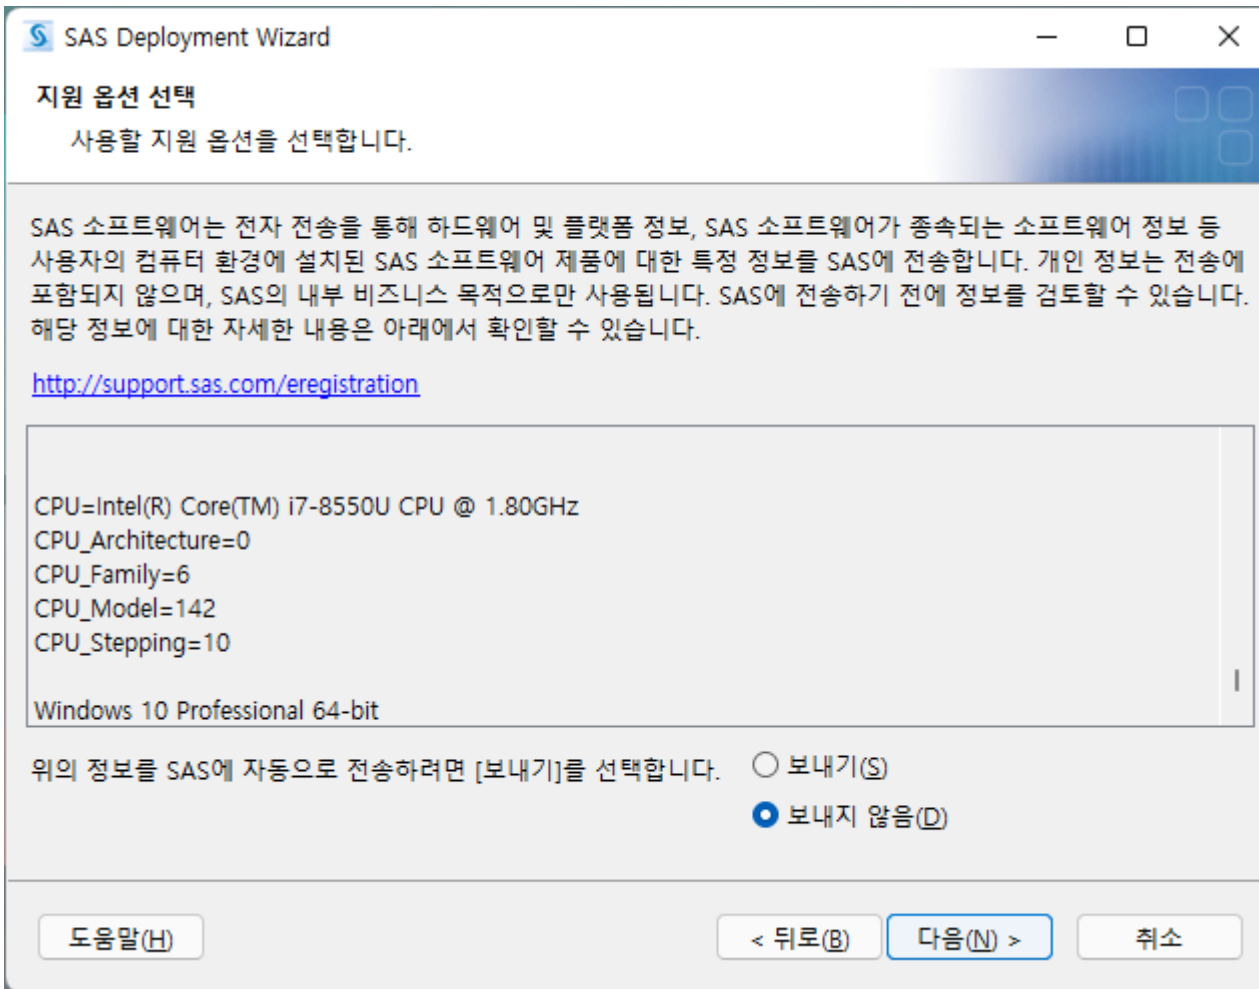 SAS Deployment Wizard
지원 옵션 선택
사용할 지원 옵션을 선택합니다.
SAS 소프트웨어는 전자 전송을 통해 하드웨어 및 플랫폼 정보, SAS 소프트웨어가 종속되는 소프트웨어 정보 등
사용자의 컴퓨터 환경에 설치된 SAS 소프트웨어 제품에 대한 특정 정보를 SAS에 전송합니다. 개인 정보는 전송에
포함되지 않으며, SAS의 내부 비즈니스 목적으로만 사용됩니다. SAS에 전송하기 전에 정보를 검토할 수 있습니다.
해당 정보에 대한 자세한 내용은 아래에서 확인할 수 있습니다.
http://support.sas.com/eregistration
CPU=Intel(R) Core(TM) i7-8550U CPU @ 1.80GHz
CPU_Architecture=0
CPU_Family=6
CPU_Model=142
CPU_Stepping=10
Windows 10 Professional 64-bit
위의 정보를 SAS에 자동으로 전송하려면 [보내기]를 선택합니다.
보내기(S)
보내지 않음(D)
도움말(H)
< 뒤로(B)
다음(N) >
취소